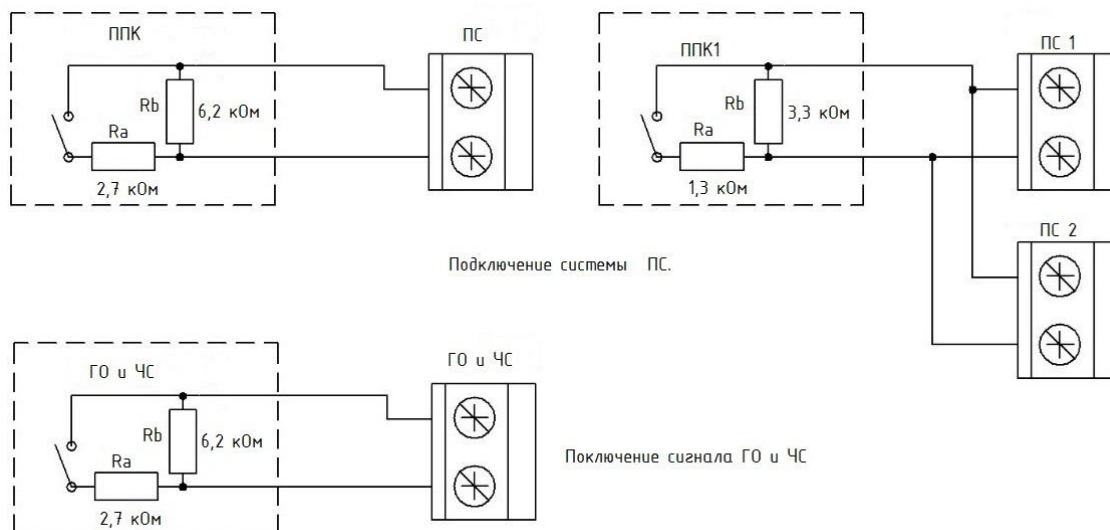 ППК
ПС
Rb
6,2 кОм
Ra
2,7 кОм
ППК1
ПС 1
Rb
3,3 кОм
Ra
1,3 кОм
ПС 2
Подключение системы ПС.
ГО и ЧС
ГО и ЧС
Rb
6,2 кОм
Ra
2,7 кОм
Поключение сигнала ГО и ЧС